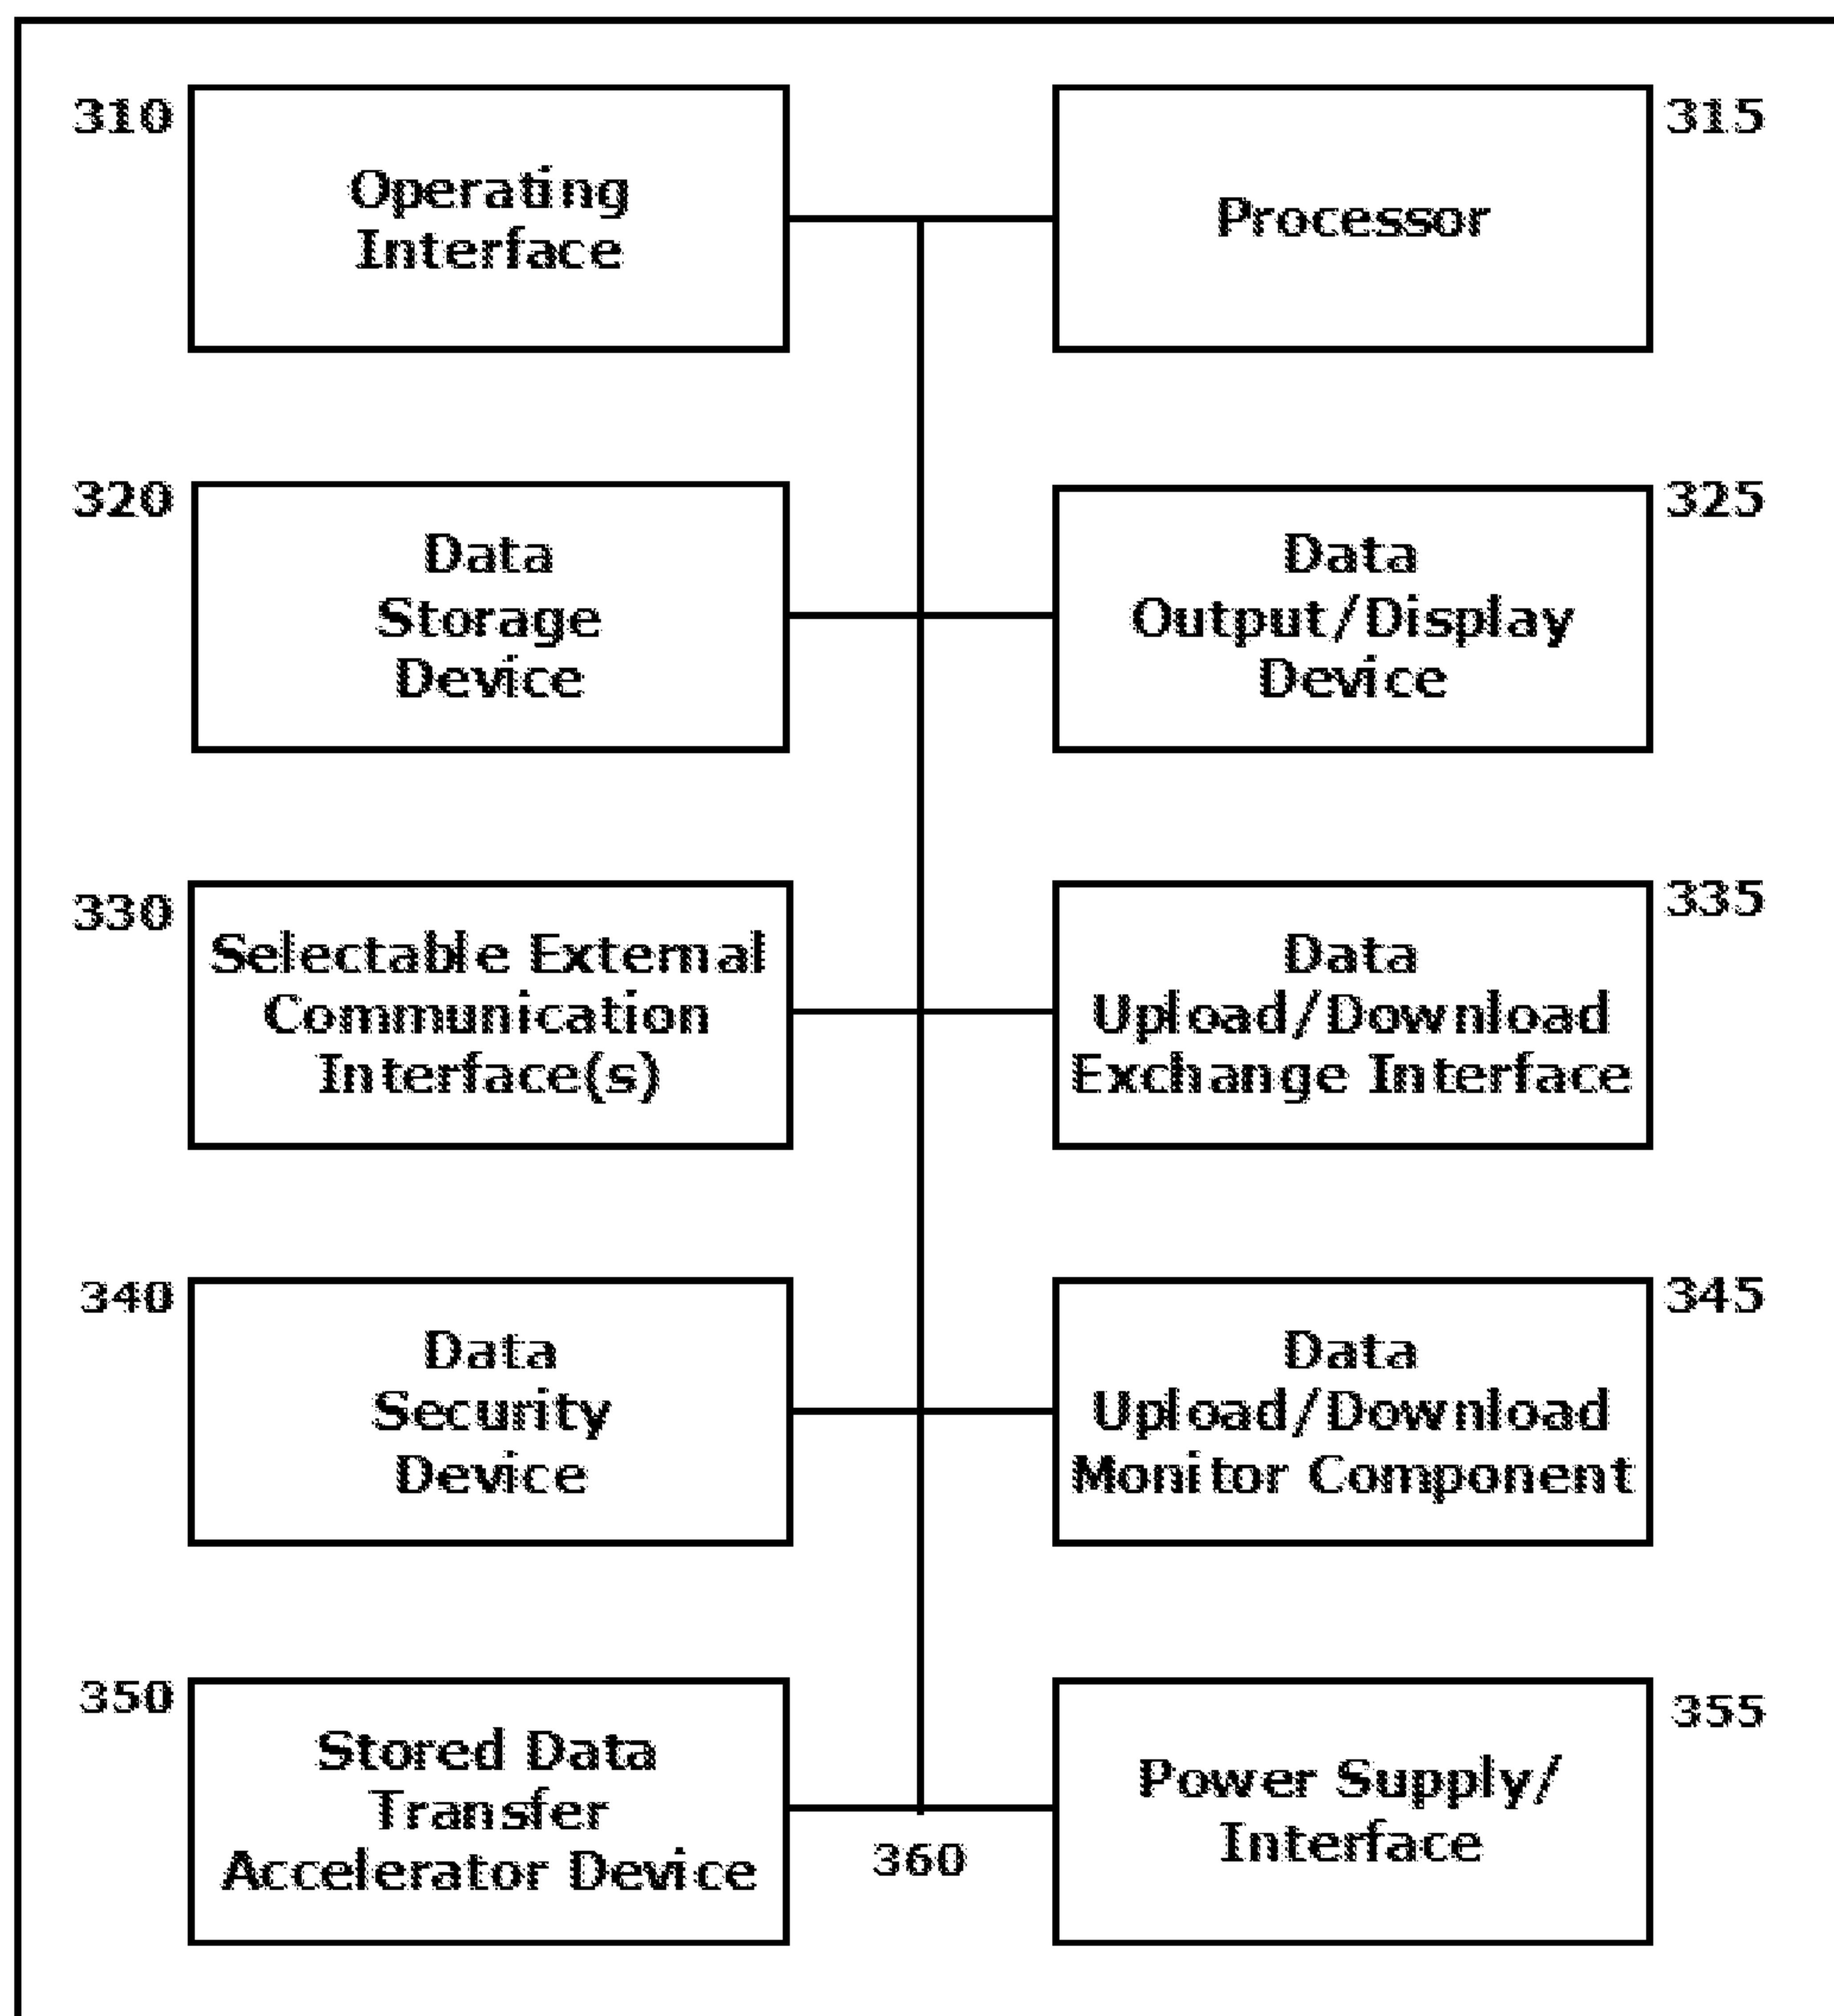 310
Operating
Interface
315
Processor
320
Data
Storage
Device
325
Data
Output/Display
Device
330
Selectable External
Communication
Interface(s)
335
Data
Upload/Download
Exchange Interface
340
Data
Security
Device
345
Data
Upload/Download
Monitor Component
350
Stored Data
Transfer
Accelerator Device
355
Power Supply/
Interface
360